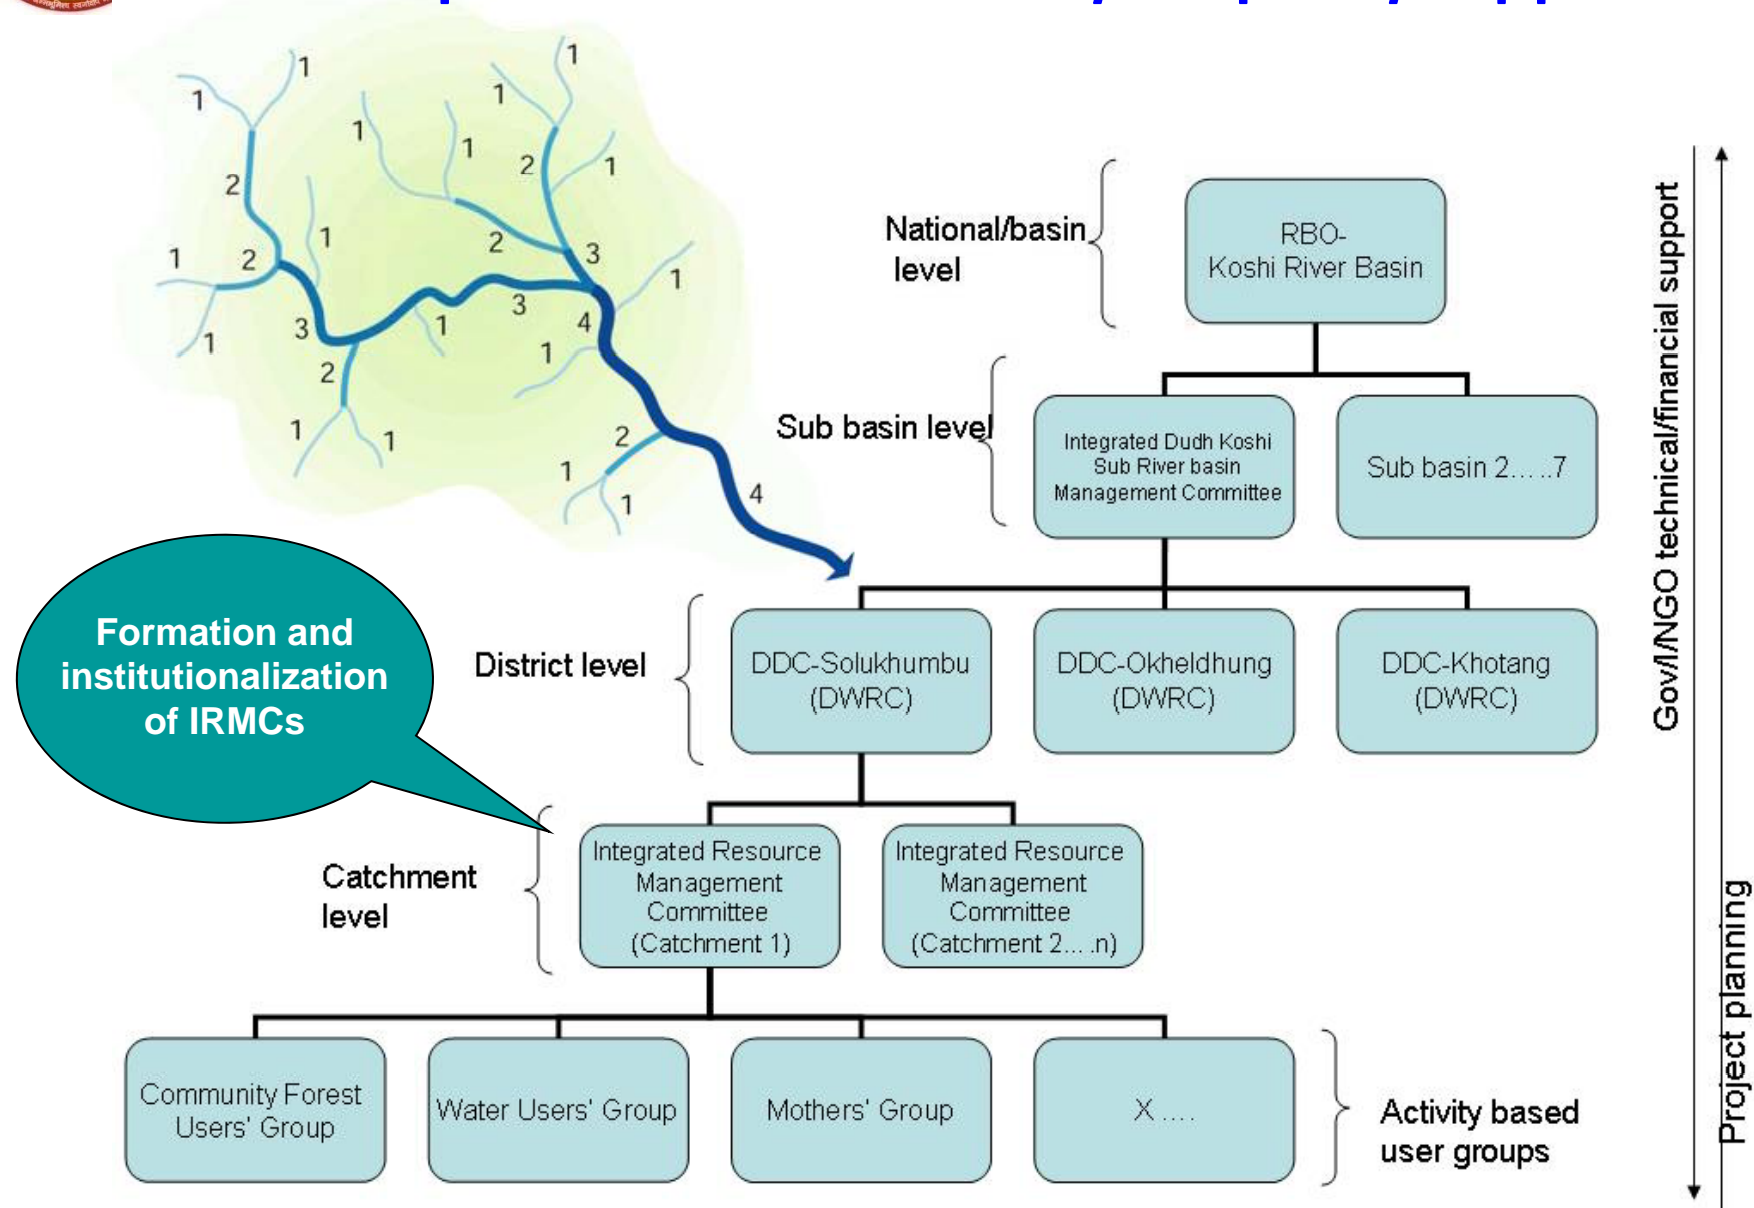 1
1
1
1
1
1
1
1
2
2
1
1
2
2
3
1
3
3
1
4
1
1
2
1
1
2
1
1
4
National/basin
level
RBO-
Koshi River Basin
Sub basin level
Integrated Dudh Koshi
Sub River basin
Management Committee
Sub basin 2.....7
Formation and
institutionalization
of IRMCs
District level
DDC-Solukhumbu
(DWRC)
DDC-Okheldhung
(DWRC)
DDC-Khotang
(DWRC)
Catchment
level
Integrated Resource
Management
Committee
(Catchment 1)
Integrated Resource
Management
Committee
(Catchment 2....n)
Community Forest
Users' Group
Water Users' Group
Mothers' Group
X ....
Activity based
user groups
Gov/I/NGO technical/financial support
Project planning